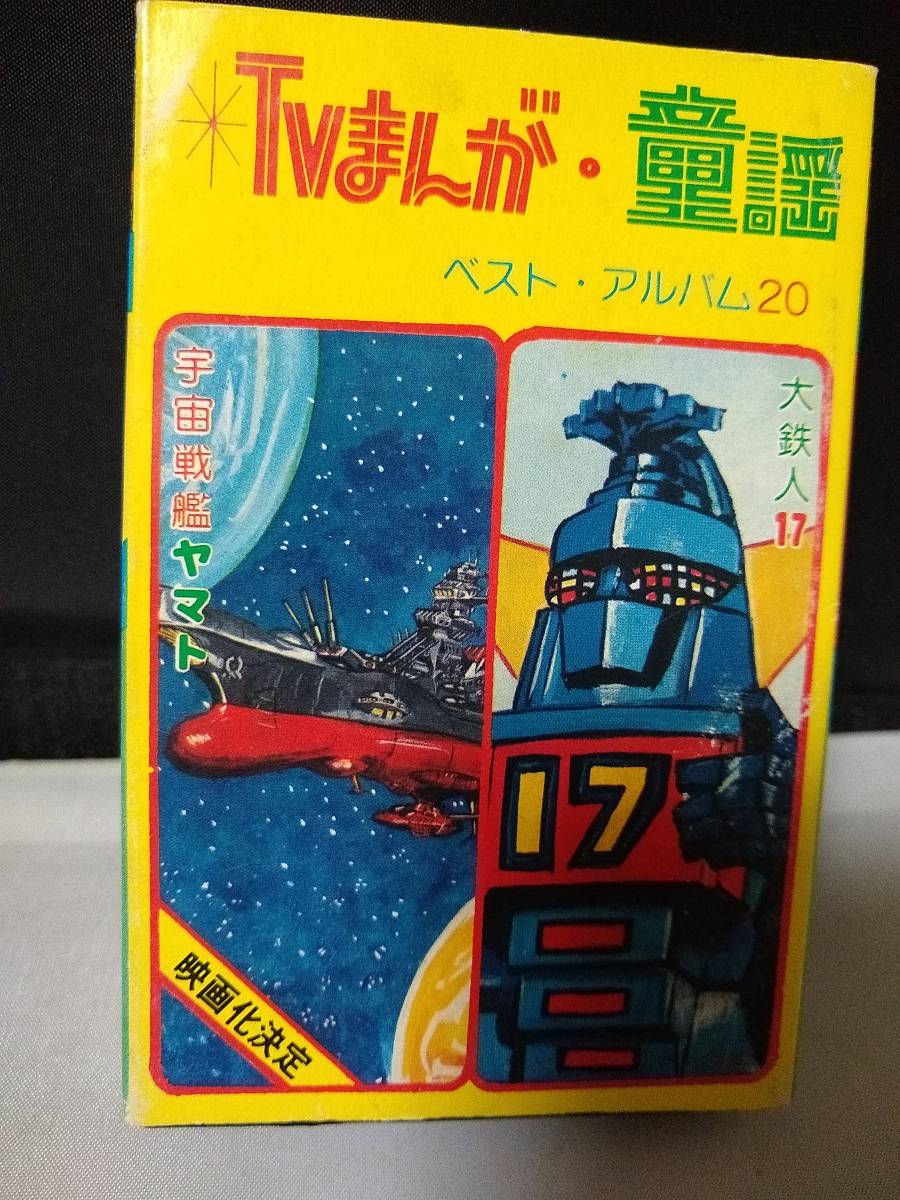 TVまんが・童謡
ベスト・アルバム20
宇宙戦艦ヤマト
大鉄人17
17
映画化決定